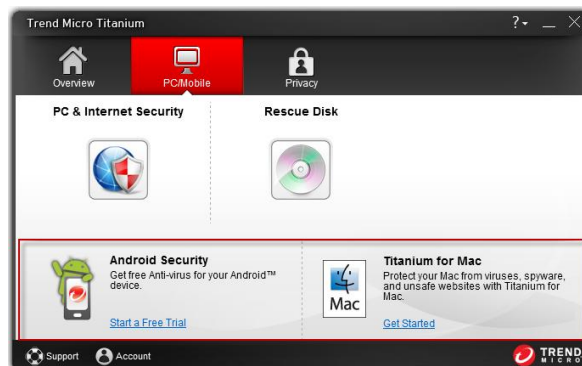 Trend Micro Titanium
?
Overview
PC/Mobile
Privacy
PC & Internet Security
Rescue Disk
Android Security
Get free Anti-virus for your Android™
device.
Start a Free Trial
Mac
Titanium for Mac
Protect your Mac from viruses, spyware,
and unsafe websites with Titanium for
Mac.
Get Started
Support
Account
TREND
MICRO